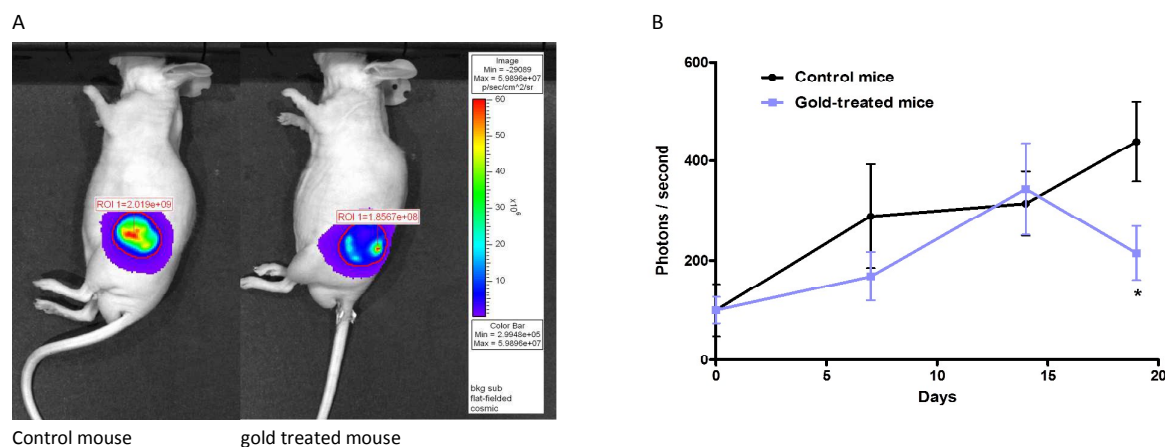 A
Image
Min = -29089
Max = 5.9896e+07
p/sec/cm^2/sr
60
50
40
30
20
10
x10^6
ROI 1=2.019e+09
ROI 1=1.8567e+08
Color Bar
Min = 2.9948e+05
Max = 5.9896e+07
bkg sub
flat-fielded
cosmic
Control mouse
gold treated mouse
B
600
400
200
0
Photons / second
Control mice
Gold-treated mice
*
0 5 10 15 20
Days